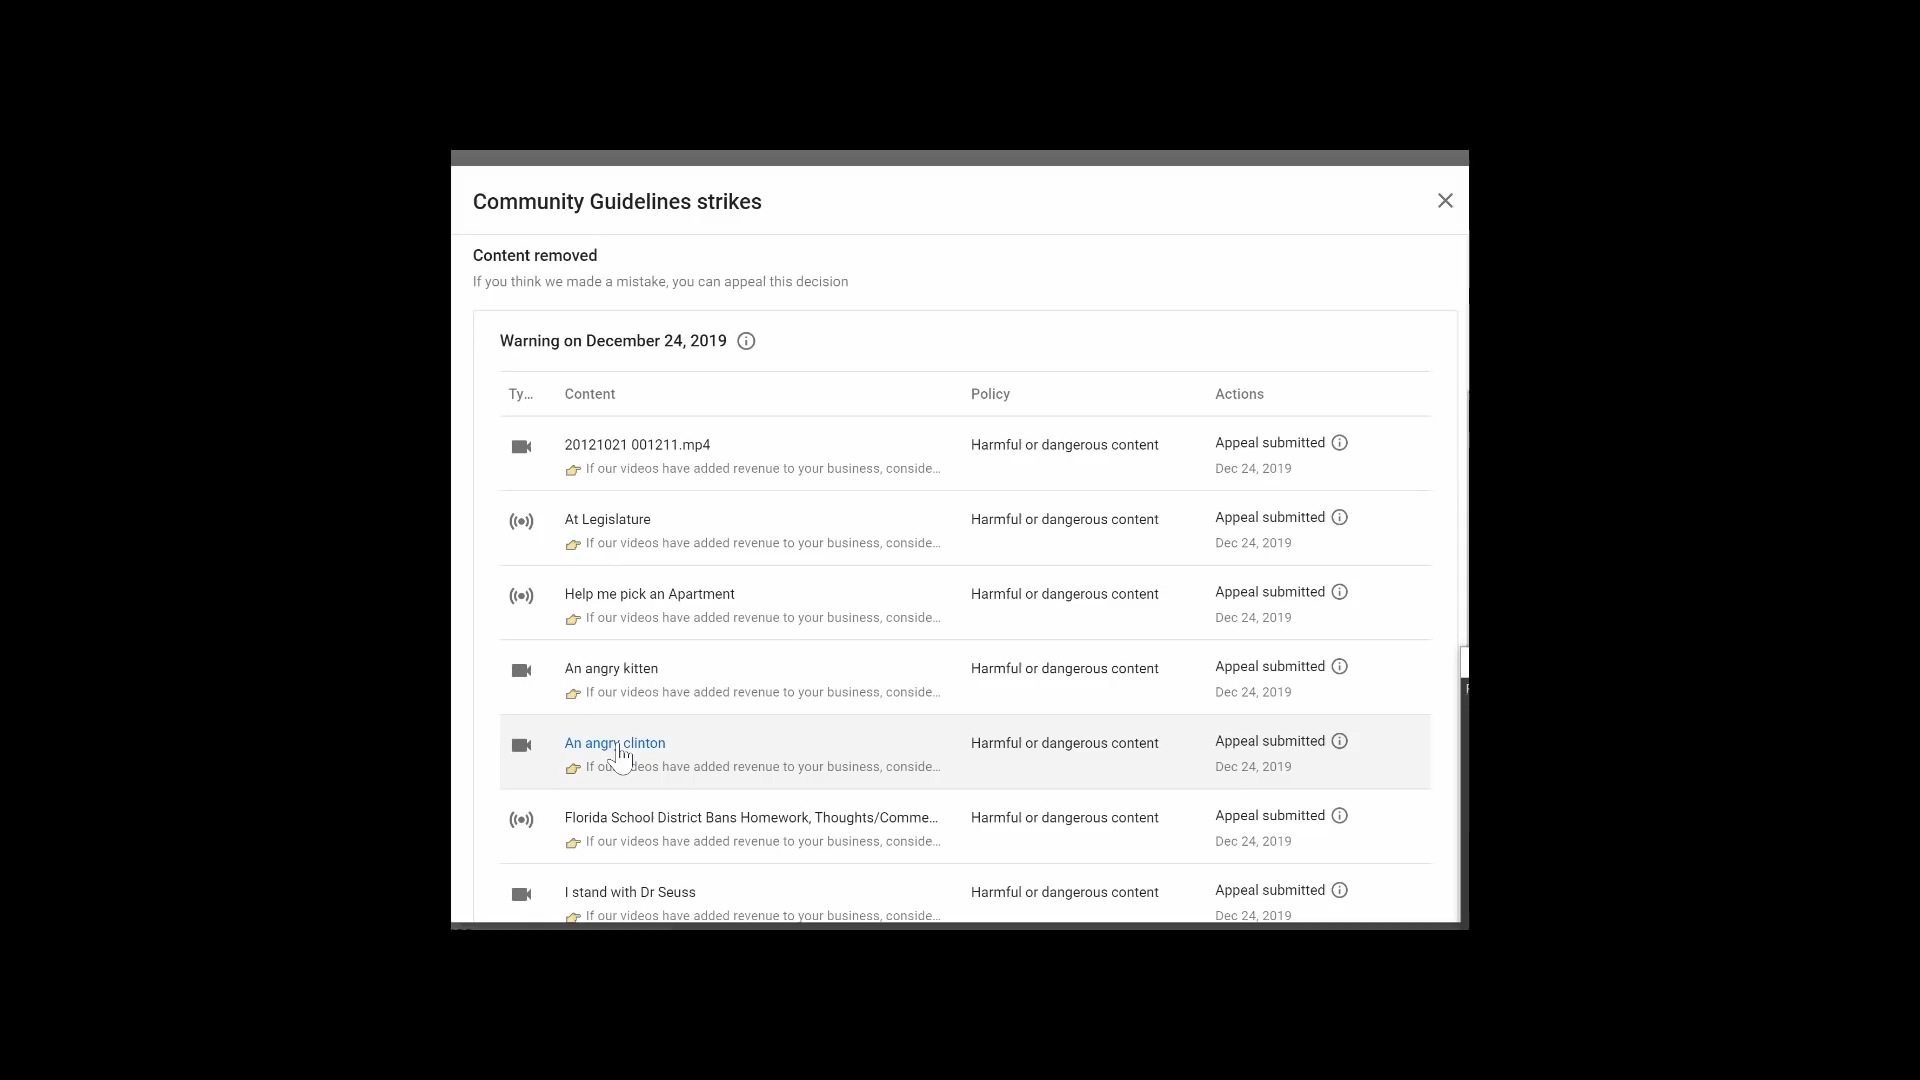 Community Guidelines strikes
Content removed
If you think we made a mistake, you can appeal this decision
Warning on December 24, 2019
Ty... Content Policy Actions
20121021 001211.mp4 Harmful or dangerous content Appeal submitted
👉 If our videos have added revenue to your business, conside... Dec 24, 2019
At Legislature Harmful or dangerous content Appeal submitted
👉 If our videos have added revenue to your business, conside... Dec 24, 2019
Help me pick an Apartment Harmful or dangerous content Appeal submitted
👉 If our videos have added revenue to your business, conside... Dec 24, 2019
An angry kitten Harmful or dangerous content Appeal submitted
👉 If our videos have added revenue to your business, conside... Dec 24, 2019
An angry clinton Harmful or dangerous content Appeal submitted
👉 If our videos have added revenue to your business, conside... Dec 24, 2019
Florida School District Bans Homework, Thoughts/Comme... Harmful or dangerous content Appeal submitted
👉 If our videos have added revenue to your business, conside... Dec 24, 2019
I stand with Dr Seuss Harmful or dangerous content Appeal submitted
👉 If our videos have added revenue to your business, conside... Dec 24, 2019